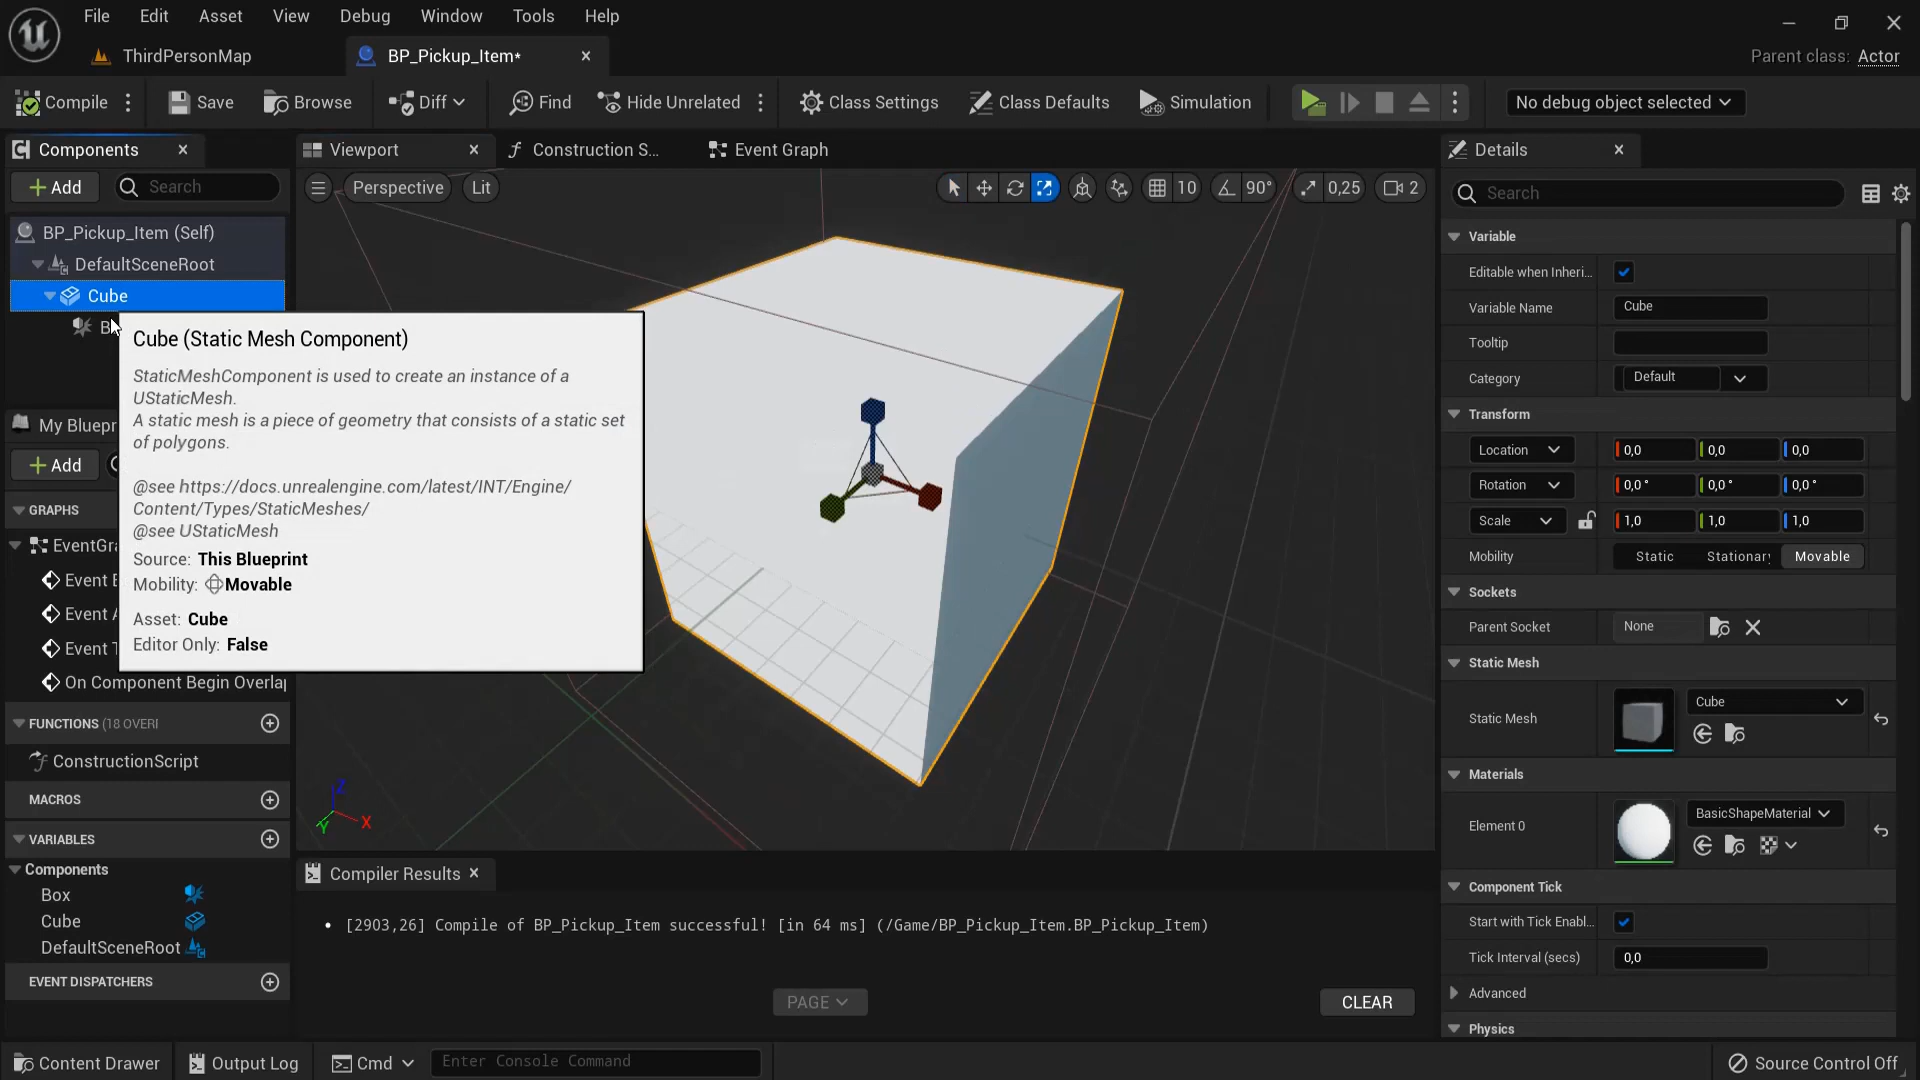 File Edit Asset View Debug Window Tools Help
ThirdPersonMap BP_Pickup_Item* Parent class: Actor
Compile Save Browse Diff Find Hide Unrelated Class Settings Class Defaults Simulation No debug object selected
Components Viewport Construction S... Event Graph Details
Add Search Perspective Lit 10 90° 0,25 2 Search
BP_Pickup_Item (Self)
DefaultSceneRoot
Cube
B
Cube (Static Mesh Component)
StaticMeshComponent is used to create an instance of a
UStaticMesh.
A static mesh is a piece of geometry that consists of a static set
of polygons.
@see https://docs.unrealengine.com/latest/INT/Engine/
Content/Types/StaticMeshes/
@see UStaticMesh
Source: This Blueprint
Mobility: Movable
Asset: Cube
Editor Only: False
My Bluepr
Add
GRAPHS
EventGra
Event
Event
Event
On Component Begin Overlap
FUNCTIONS (18 OVERI
ConstructionScript
MACROS
VARIABLES
Components
Box
Cube
DefaultSceneRoot
EVENT DISPATCHERS
Z
X
Y
Compiler Results
[2903,26] Compile of BP_Pickup_Item successful! [in 64 ms] (/Game/BP_Pickup_Item.BP_Pickup_Item)
PAGE CLEAR
Variable
Editable when Inheri...
Variable Name Cube
Tooltip
Category Default
Transform
Location 0,0 0,0 0,0
Rotation 0,0 ° 0,0 ° 0,0 °
Scale 1,0 1,0 1,0
Mobility Static Stationary Movable
Sockets
Parent Socket None
Static Mesh
Static Mesh Cube
Materials
Element 0 BasicShapeMaterial
Component Tick
Start with Tick Enabl...
Tick Interval (secs) 0,0
Advanced
Physics
Content Drawer Output Log Cmd Enter Console Command Source Control Off